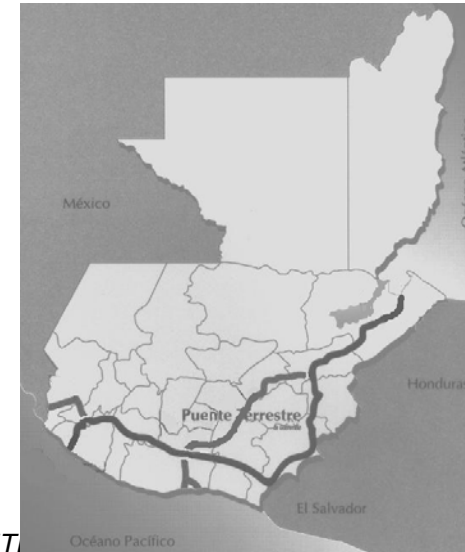 México
Honduras
Puente Terrestre
El Salvador
Océano Pacífico